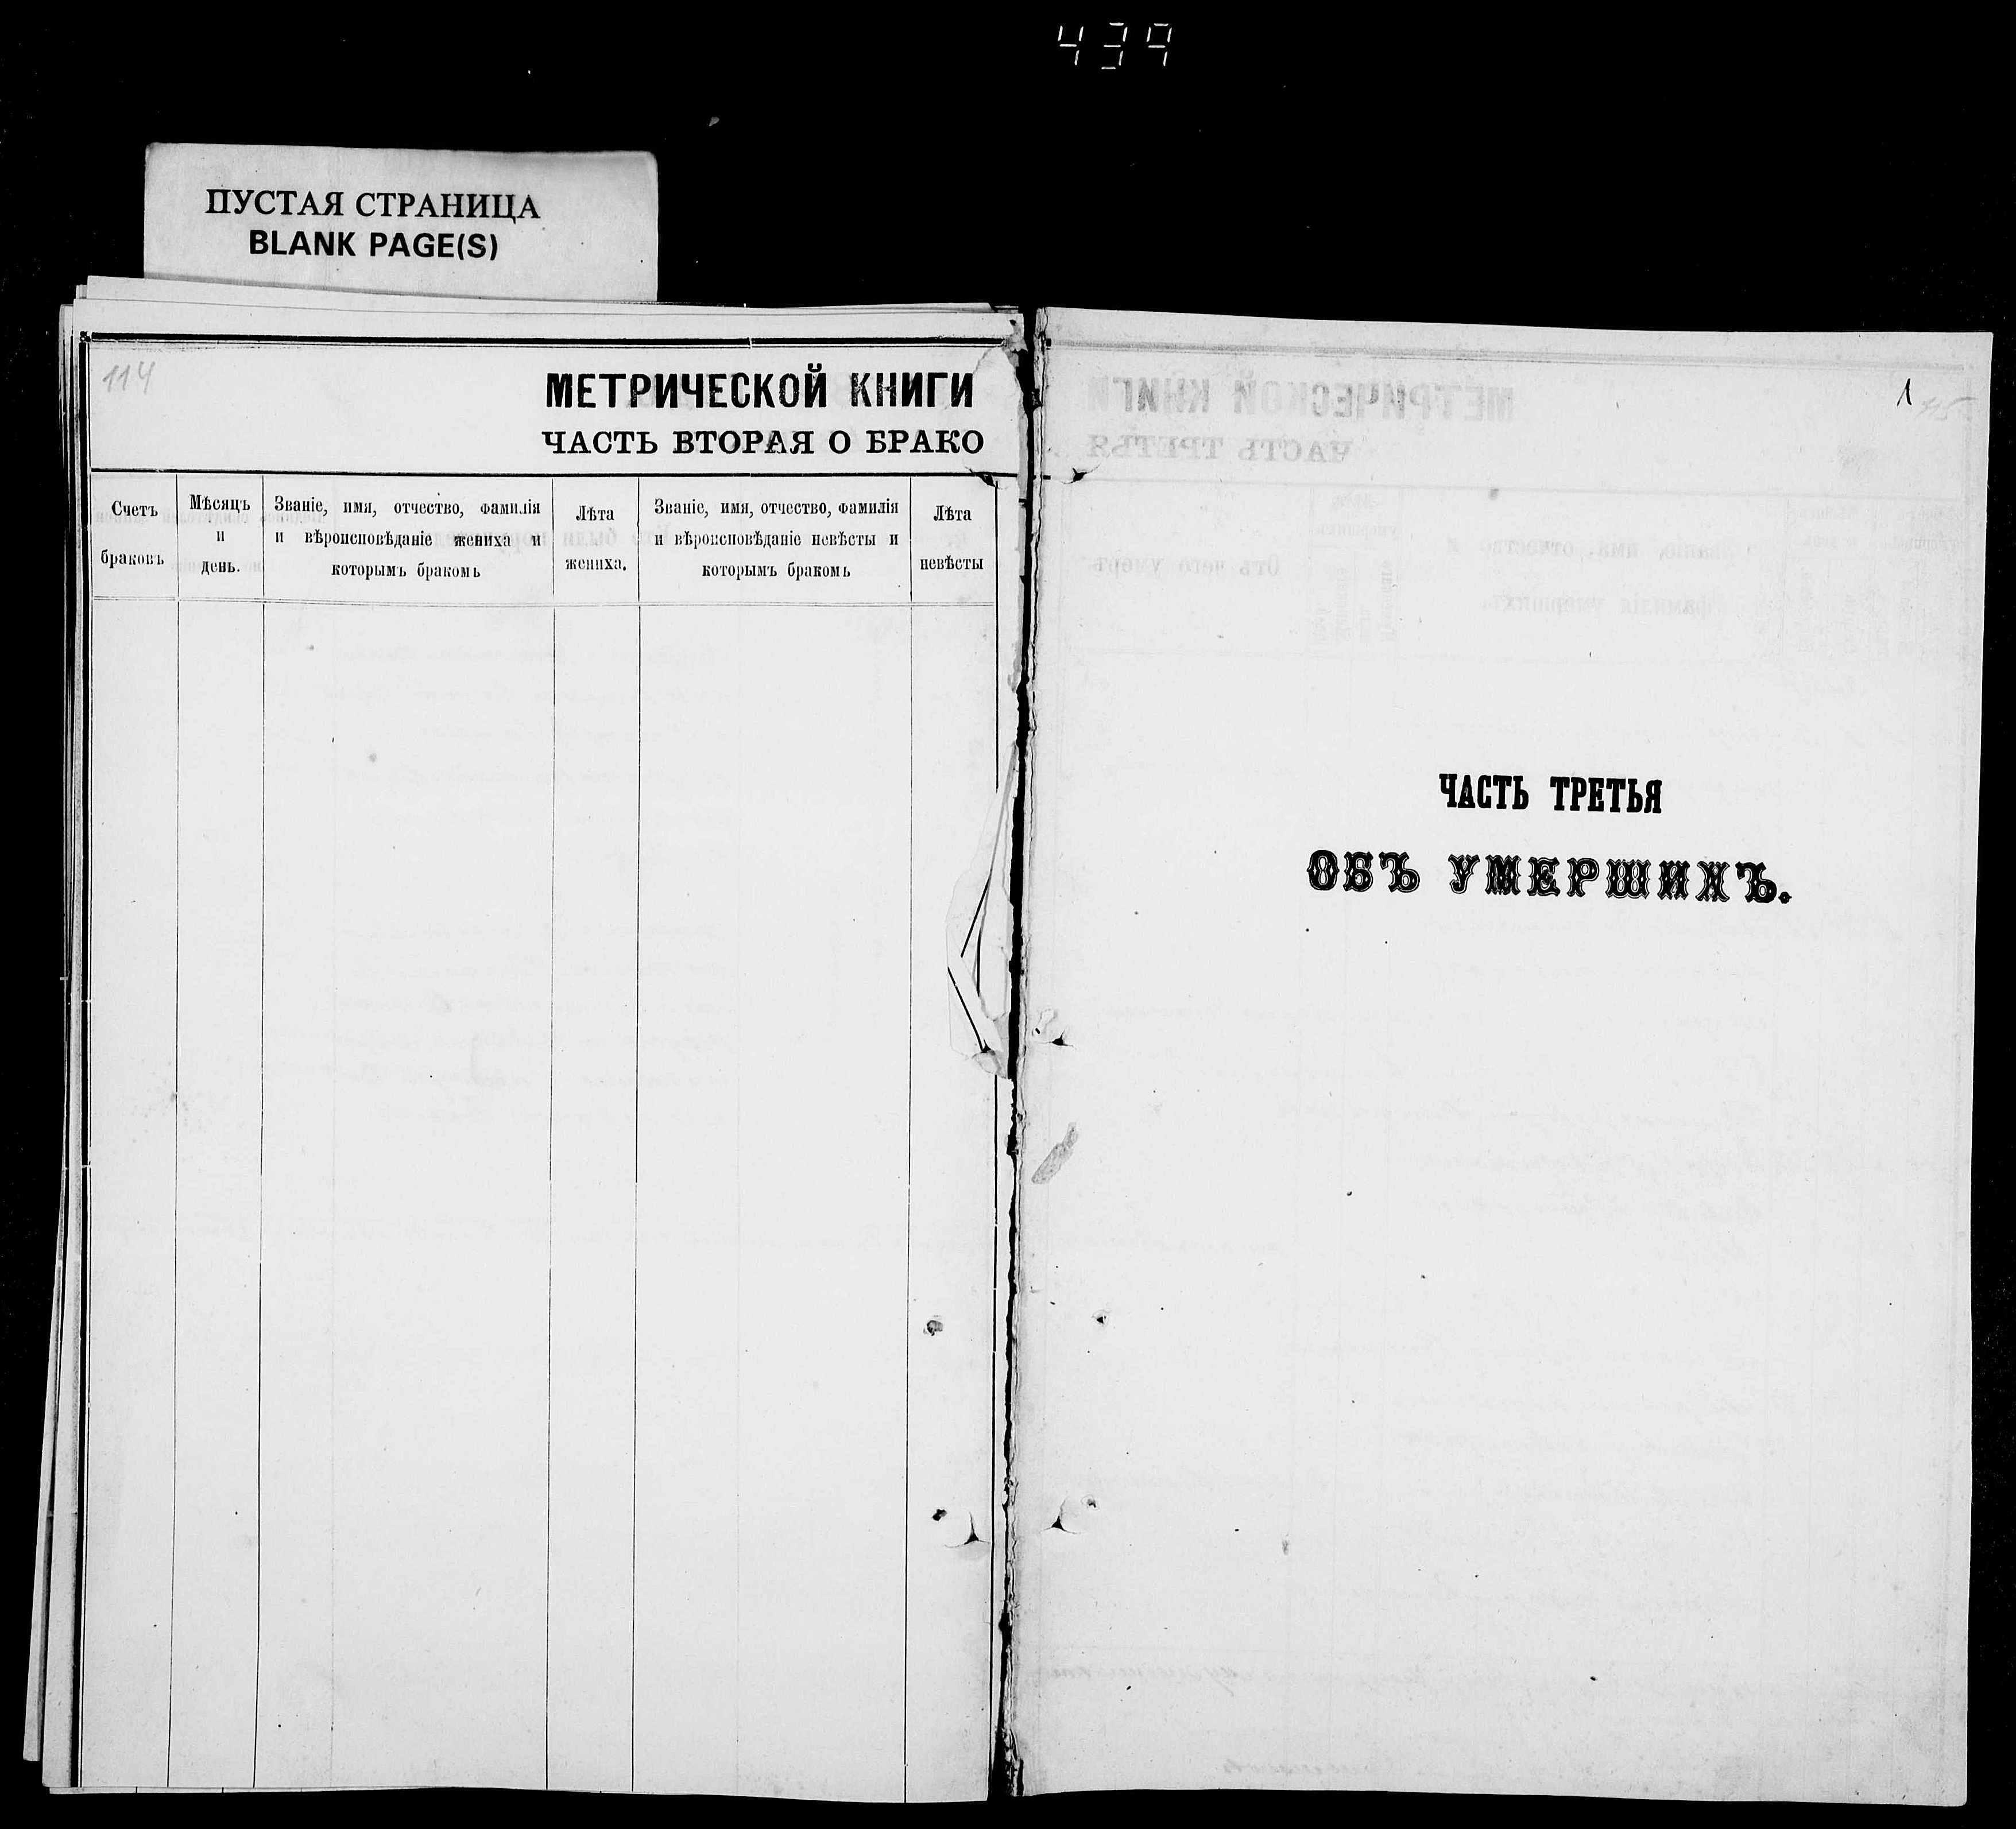 439
ПУСТАЯ СТРАНИЦА
BLANK PAGE(S)
114
МЕТРИЧЕСКОЙ КНИГИ
ЧАСТЬ ВТОРАЯ О БРАКО
Счетъ
браковъ
Мѣсяцъ
и
день.
Званіе, имя, отчество, фамилія
и вѣроисповѣданіе жениха и
которымъ бракомъ
Лѣта
жениха.
Званіе, имя, отчество, фамилія
и вѣроисповѣданіе невѣсты и
которымъ бракомъ
Лѣта
невѣсты
1
ЧАСТЬ ТРЕТЬЯ
ОБЪ УМЕРШИХЪ.